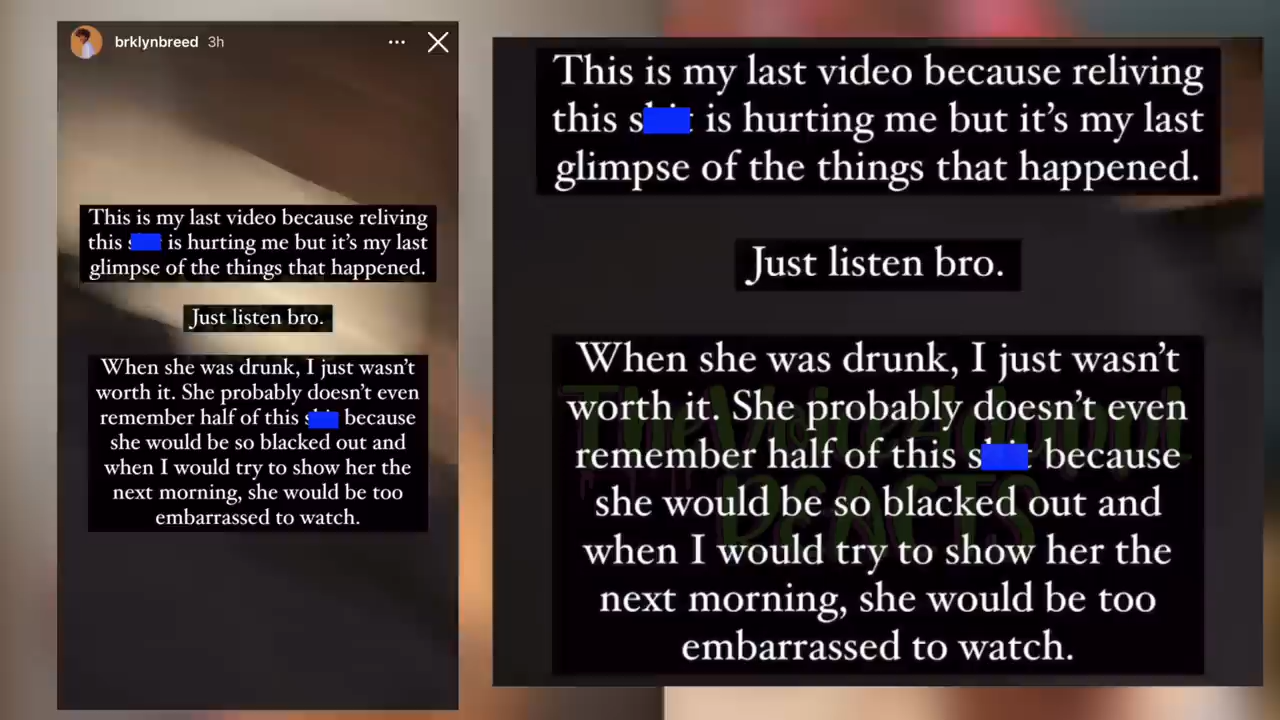 brklynbreed 3h
This is my last video because reliving
this is hurting me but it's my last
glimpse of the things that happened.
Just listen bro.
When she was drunk, I just wasn't
worth it. She probably doesn't even
remember half of this because
she would be so blacked out and
when I would try to show her the
next morning, she would be too
embarrassed to watch.
This is my last video because reliving
this is hurting me but it's my last
glimpse of the things that happened.
Just listen bro.
When she was drunk, I just wasn't
worth it. She probably doesn't even
remember half of this because
she would be so blacked out and
when I would try to show her the
next morning, she would be too
embarrassed to watch.